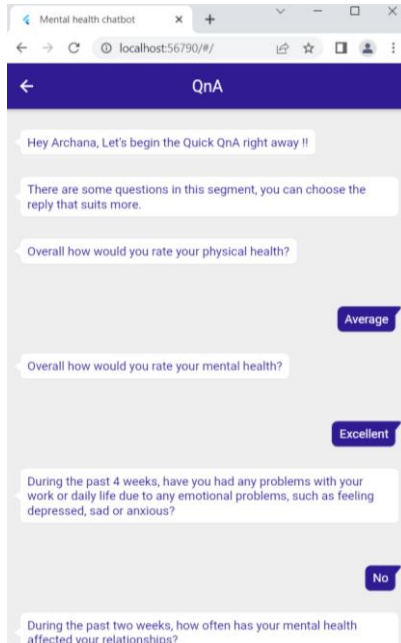 Mental health chatbot
localhost:56790/#/
QnA
Hey Archana, Let's begin the Quick QnA right away !!
There are some questions in this segment, you can choose the
reply that suits more.
Overall how would you rate your physical health?
Average
Overall how would you rate your mental health?
Excellent
During the past 4 weeks, have you had any problems with your
work or daily life due to any emotional problems, such as feeling
depressed, sad or anxious?
No
During the past two weeks, how often has your mental health
affected your relationships?